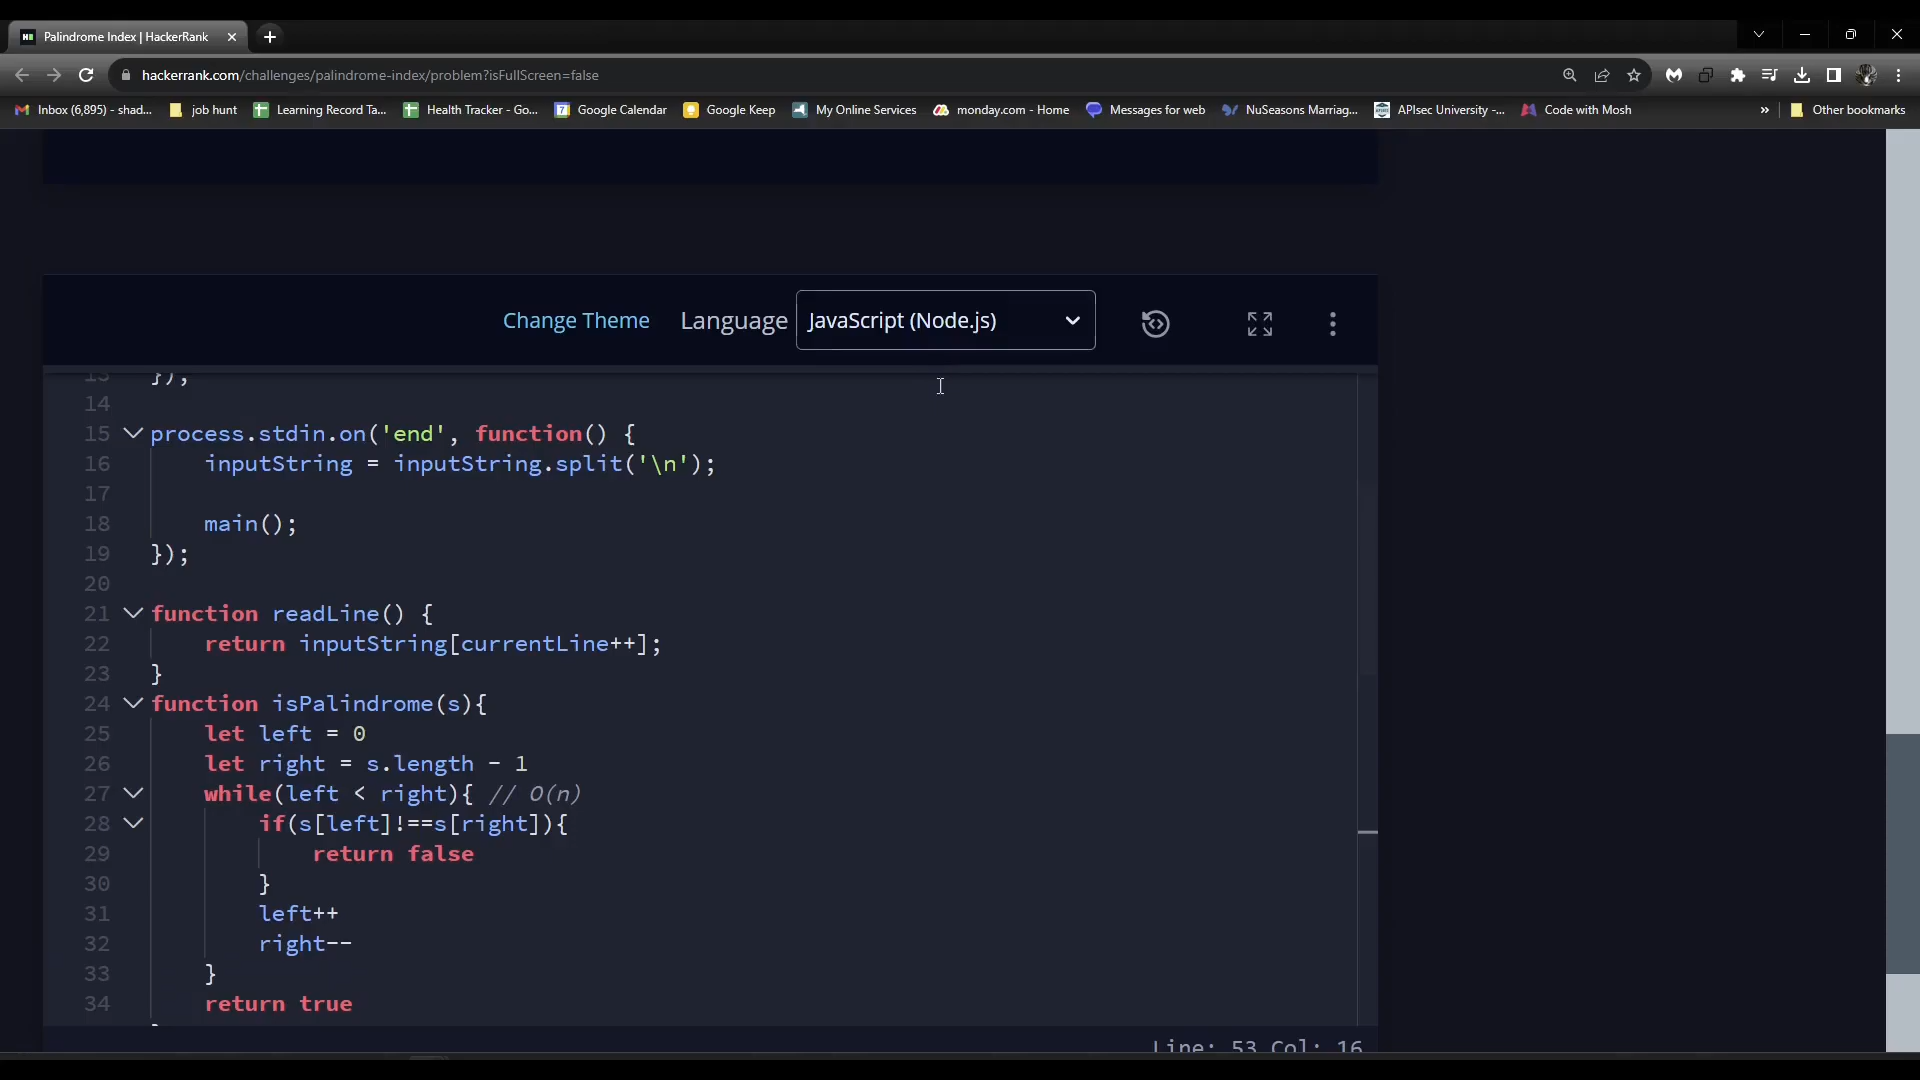 Palindrome Index | HackerRank
hackerrank.com/challenges/palindrome-index/problem?isFullScreen=false
Inbox (6,895) - shad... job hunt Learning Record Ta... Health Tracker - Go... Google Calendar Google Keep My Online Services monday.com - Home Messages for web NuSeasons Marriag... APIsec University -... Code with Mosh » Other bookmarks
Change Theme Language JavaScript (Node.js)
13 });
14
15 process.stdin.on('end', function() {
16 inputString = inputString.split('\n');
17
18 main();
19 });
20
21 function readLine() {
22 return inputString[currentLine++];
23 }
24 function isPalindrome(s){
25 let left = 0
26 let right = s.length - 1
27 while(left < right){ // O(n)
28 if(s[left]!==s[right]){
29 return false
30 }
31 left++
32 right--
33 }
34 return true
Line: 53 Col: 16